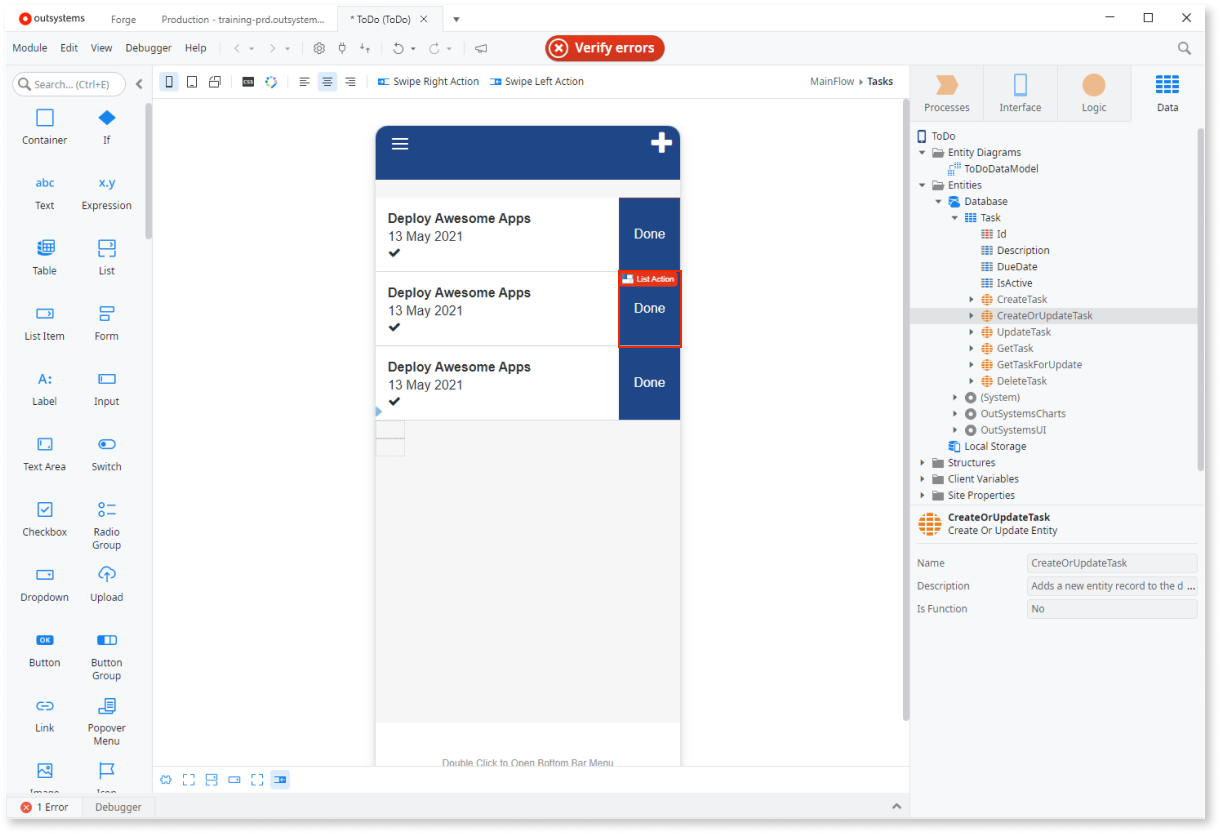 outsystems
Forge
Production - training-prd.outsystem...
* ToDo (ToDo)
Module Edit View Debugger Help
Verify errors
Search... (Ctrl+E)
CSS
Swipe Right Action Swipe Left Action
MainFlow Tasks
Processes Interface Logic Data
Container If
abc x.y
Text Expression
Table List
List Item Form
A:
Label Input
Text Area Switch
Checkbox Radio
Group
Dropdown Upload
OK
Button Button
Group
Link Popover
Menu
Image Icon
Deploy Awesome Apps
13 May 2021
Done
List Action
Deploy Awesome Apps
13 May 2021
Done
Deploy Awesome Apps
13 May 2021
Done
Double Click to Open Bottom Bar Menu
ToDo
Entity Diagrams
ToDoDataModel
Entities
Database
Task
Id
Description
DueDate
IsActive
CreateTask
CreateOrUpdateTask
UpdateTask
GetTask
GetTaskForUpdate
DeleteTask
(System)
OutSystemsCharts
OutSystemsUI
Local Storage
Structures
Client Variables
Site Properties
CreateOrUpdateTask
Create Or Update Entity
Name CreateOrUpdateTask
Description Adds a new entity record to the d ...
Is Function No
1 Error Debugger